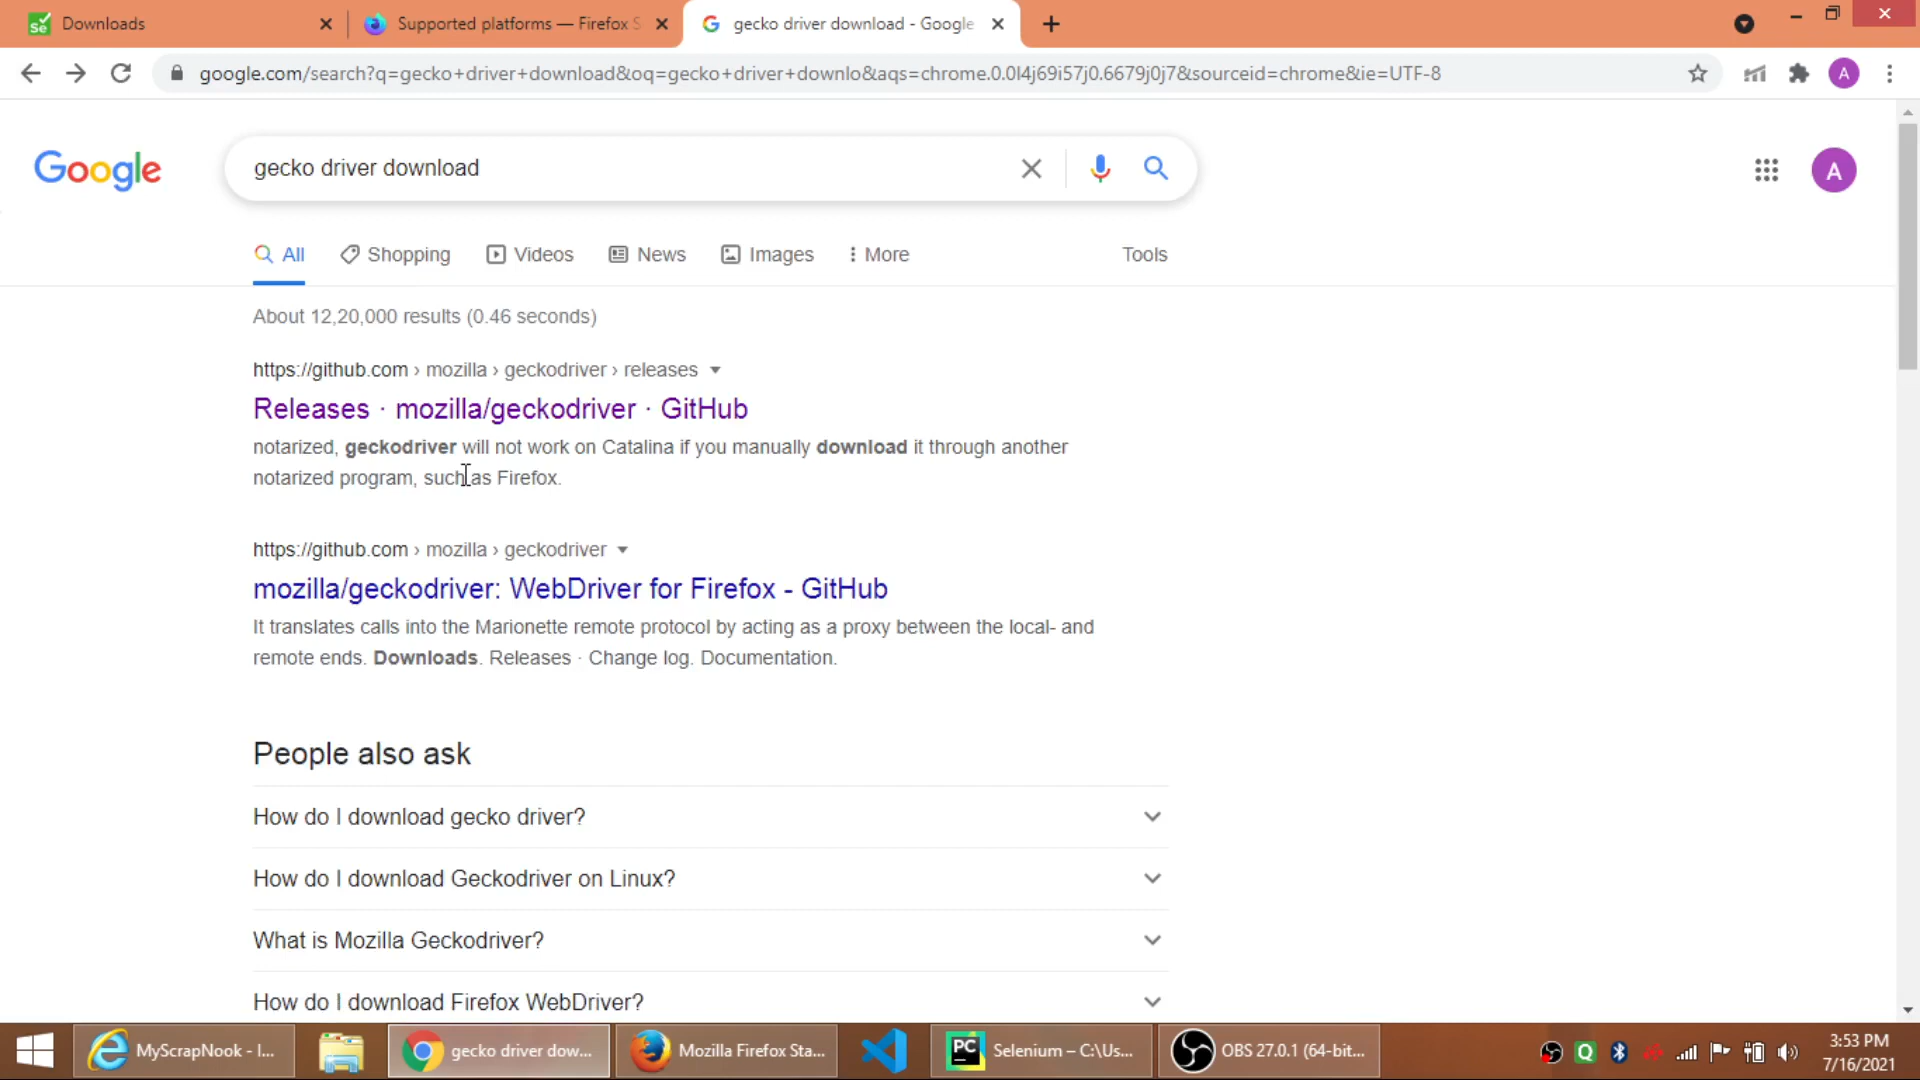 Downloads
Supported platforms — Firefox S
gecko driver download - Google
google.com/search?q=gecko+driver+download&oq=gecko+driver+downlo&aqs=chrome.0.0l4j69i57j0.6679j0j7&sourceid=chrome&ie=UTF-8
A
Google
gecko driver download
A
All
Shopping
Videos
News
Images
More
Tools
About 12,20,000 results (0.46 seconds)
https://github.com › mozilla › geckodriver › releases
Releases · mozilla/geckodriver · GitHub
notarized, geckodriver will not work on Catalina if you manually download it through another
notarized program, such as Firefox.
https://github.com › mozilla › geckodriver
mozilla/geckodriver: WebDriver for Firefox - GitHub
It translates calls into the Marionette remote protocol by acting as a proxy between the local- and
remote ends. Downloads. Releases · Change log. Documentation.
People also ask
How do I download gecko driver?
How do I download Geckodriver on Linux?
What is Mozilla Geckodriver?
How do I download Firefox WebDriver?
MyScrapNook - I...
gecko driver dow...
Mozilla Firefox Sta...
PC
Selenium – C:\Us...
OBS 27.0.1 (64-bit...
3:53 PM
7/16/2021